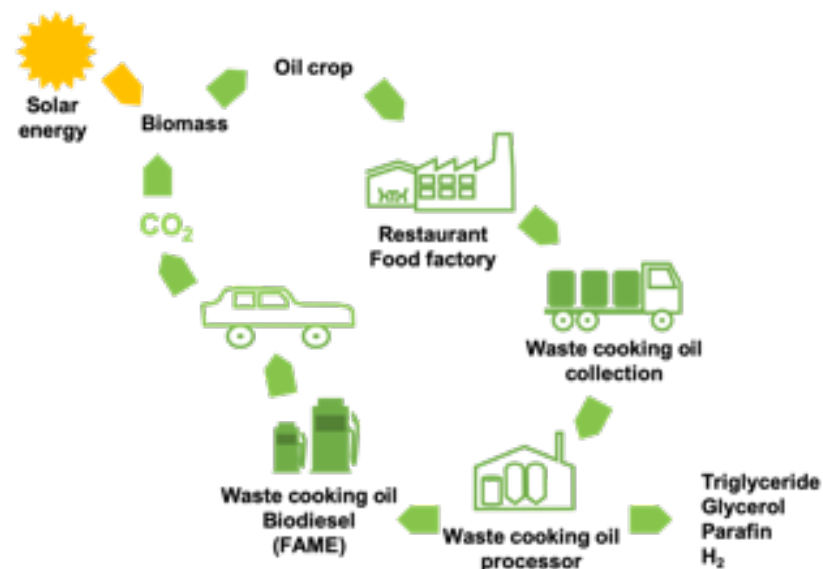 Solar
energy
Biomass
Oil crop
Restaurant
Food factory
Waste cooking oil
collection
Waste cooking oil
processor
Triglyceride
Glycerol
Parafin
H₂
Waste cooking oil
Biodiesel
(FAME)
CO₂